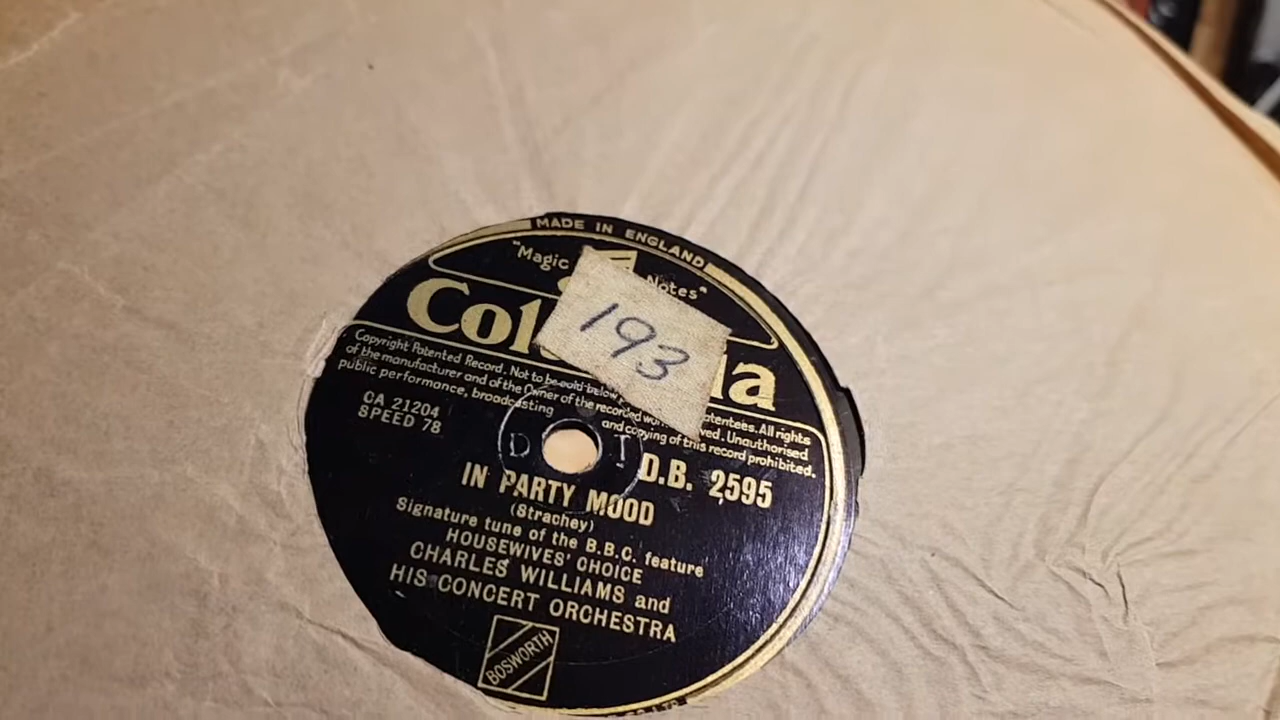 MADE IN ENGLAND
"Magic Notes"
193
Copyright Patented Record. Not to be sold below patentees. All rights
of the manufacturer and of the Owner of the recorded ved. Unauthorised
public performance, broadcasting and copying of this record prohibited.
CA 21204
SPEED 78
D T
D.B. 2595
IN PARTY MOOD
(Strachey)
Signature tune of the B.B.C. feature
HOUSEWIVES' CHOICE
CHARLES WILLIAMS and
HIS CONCERT ORCHESTRA
BOSWORTH